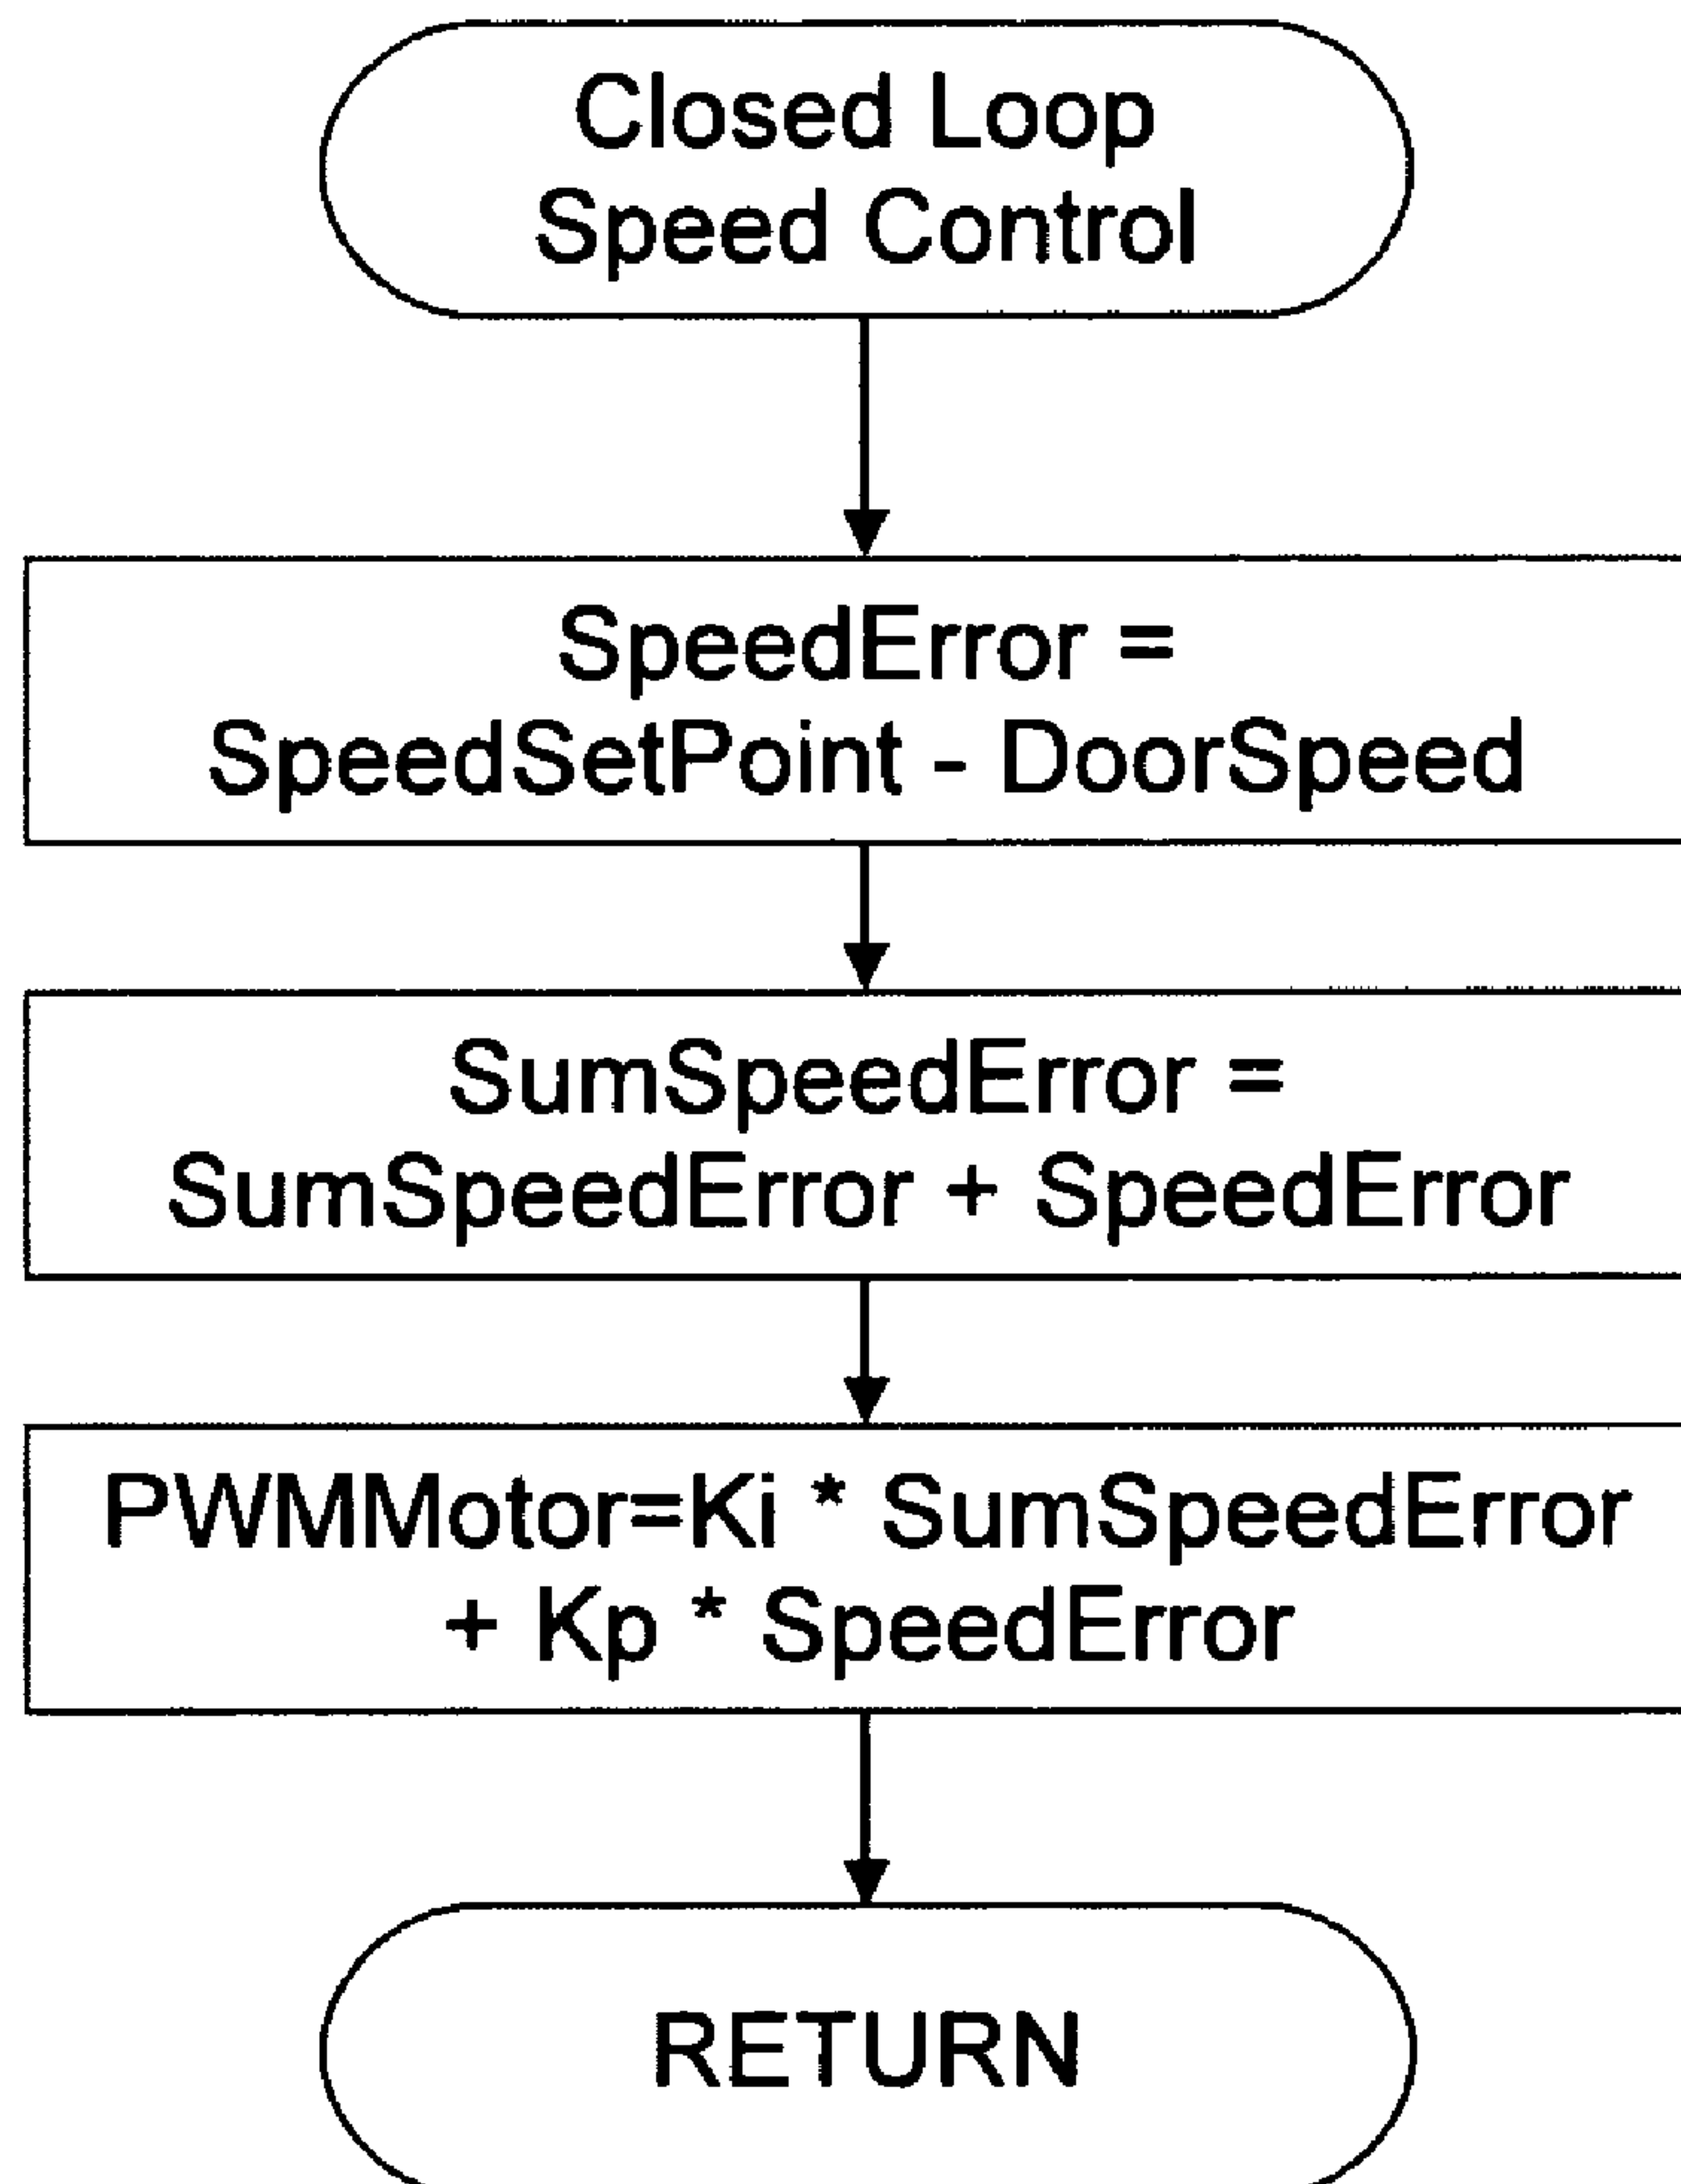 Closed Loop
Speed Control
SpeedError =
SpeedSetPoint - DoorSpeed
SumSpeedError =
SumSpeedError + SpeedError
PWMMotor=Ki * SumSpeedError
+ Kp * SpeedError
RETURN